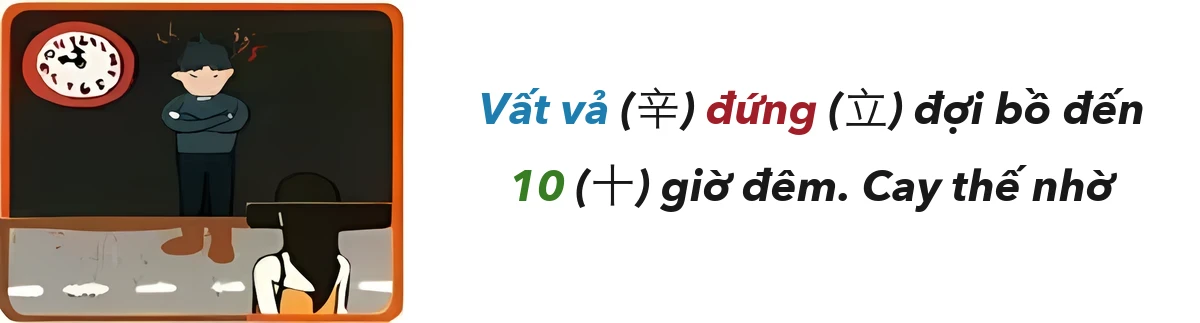 Vất vả (辛) đứng (立) đợi bồ đến
10 (十) giờ đêm. Cay thế nhờ